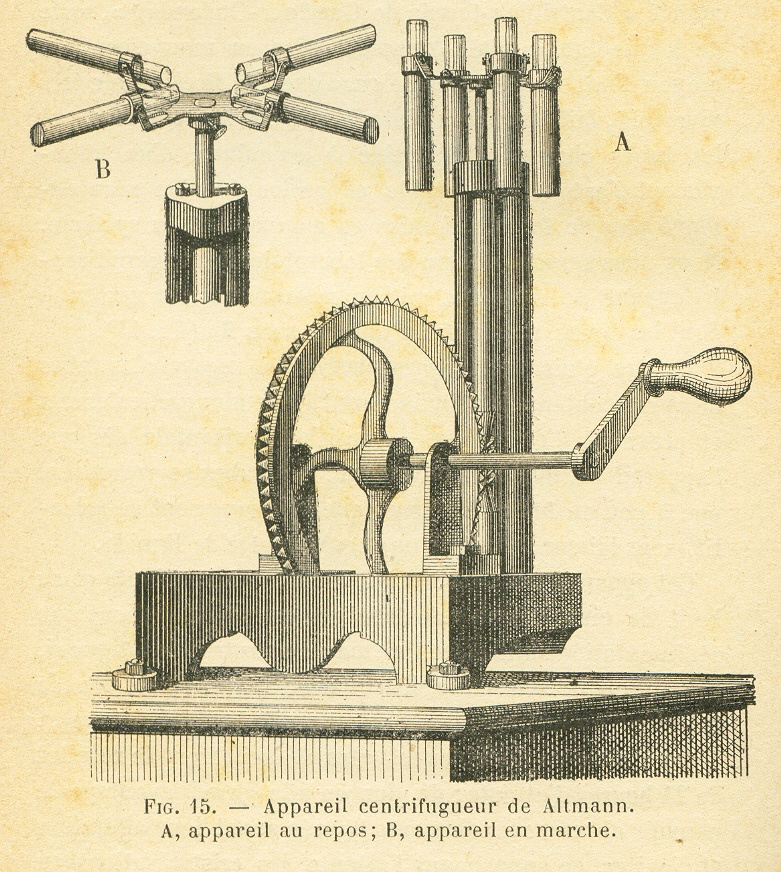 B
A
FIG. 15. — Appareil centrifugueur de Altmann.
A, appareil au repos; B, appareil en marche.